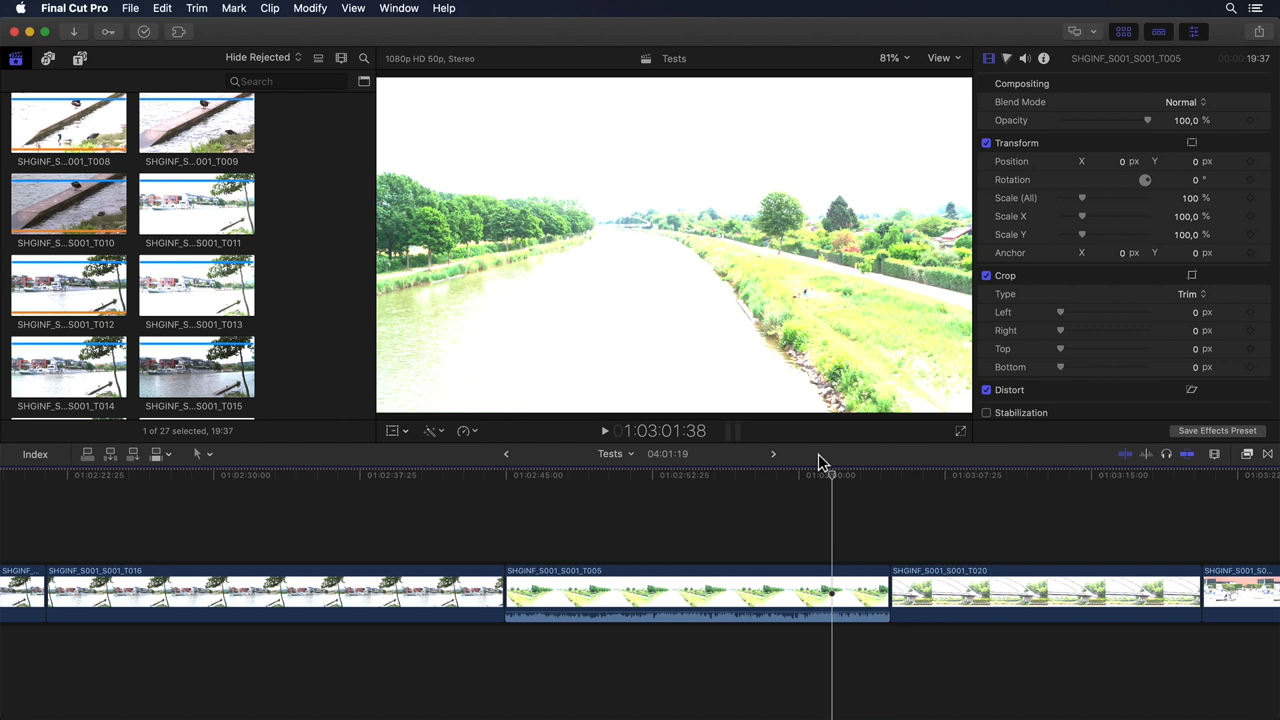 Final Cut Pro File Edit Trim Mark Clip Modify View Window Help
Hide Rejected 1080p HD 50p, Stereo Tests 81% View SHGINF_S001_S001_T005 00:00 19:37
Search
SHGINF_S...001_T008 SHGINF_S...001_T009
SHGINF_S...S001_T010 SHGINF_S...S001_T011
SHGINF_S...S001_T012 SHGINF_S...S001_T013
SHGINF_S...S001_T014 SHGINF_S...S001_T015
1 of 27 selected, 19:37
Compositing
Blend Mode Normal
Opacity 100,0 %
Transform
Position X 0 px Y 0 px
Rotation 0 °
Scale (All) 100 %
Scale X 100,0 %
Scale Y 100,0 %
Anchor X 0 px Y 0 px
Crop
Type Trim
Left 0 px
Right 0 px
Top 0 px
Bottom 0 px
Distort
Stabilization
01:03:01:38 Save Effects Preset
Index Tests 04:01:19
01:02:22:25 01:02:30:00 01:02:37:25 01:02:45:00 01:02:52:25 01:03:00:00 01:03:07:25 01:03:15:00 01:03:22
SHGINF_... SHGINF_S001_S001_T016 SHGINF_S001_S001_T005 SHGINF_S001_S001_T020 SHGINF_S001_S0...